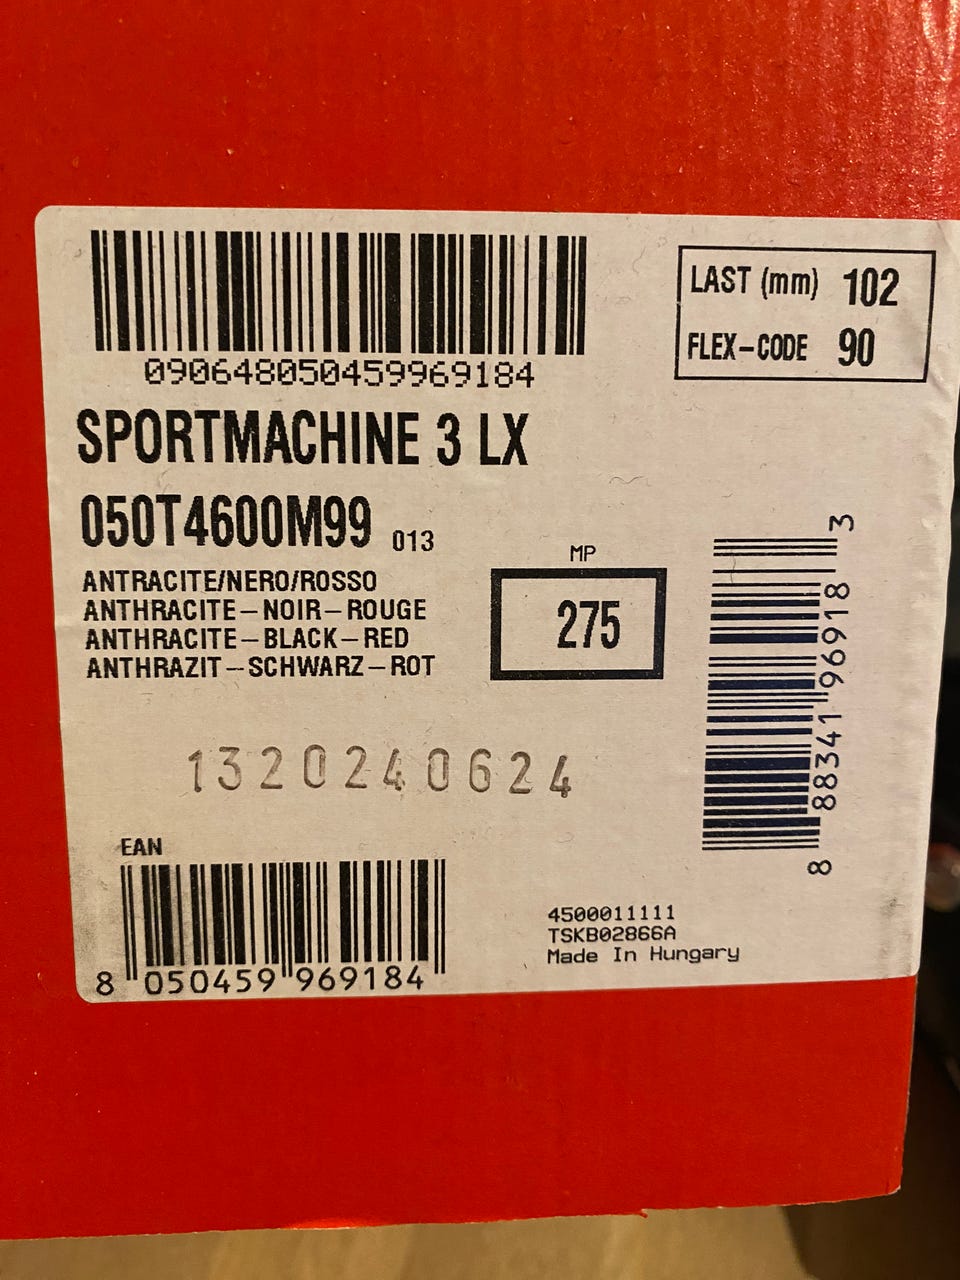 090648050459969184
LAST (mm) 102
FLEX-CODE 90
SPORTMACHINE 3 LX
050T4600M99 013
ANTRACITE/NERO/ROSSO
ANTHRACITE-NOIR-ROUGE
ANTHRACITE-BLACK-RED
ANTHRAZIT-SCHWARZ-ROT
MP
275
8 88341 96918 3
1320240624
EAN
8 050459 969184
4500011111
TSKB02866A
Made In Hungary